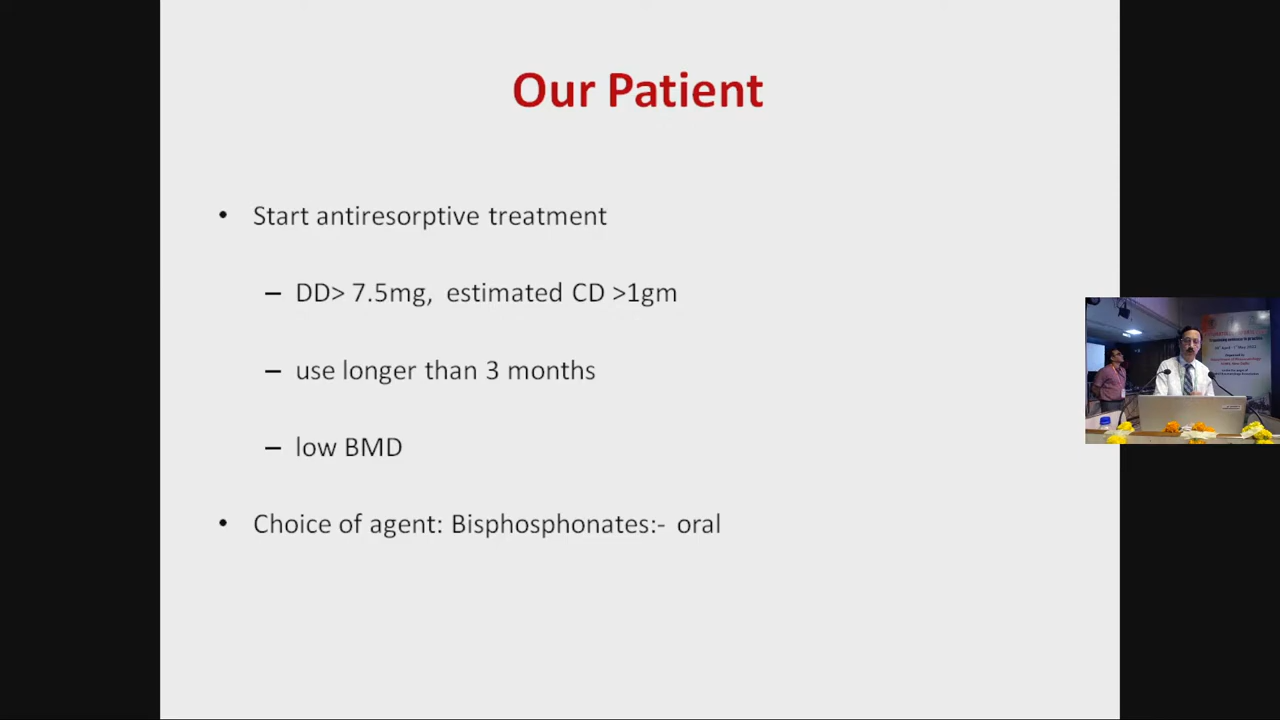 Our Patient
• Start antiresorptive treatment
– DD> 7.5mg,  estimated CD >1gm
– use longer than 3 months
– low BMD
• Choice of agent: Bisphosphonates:-  oral